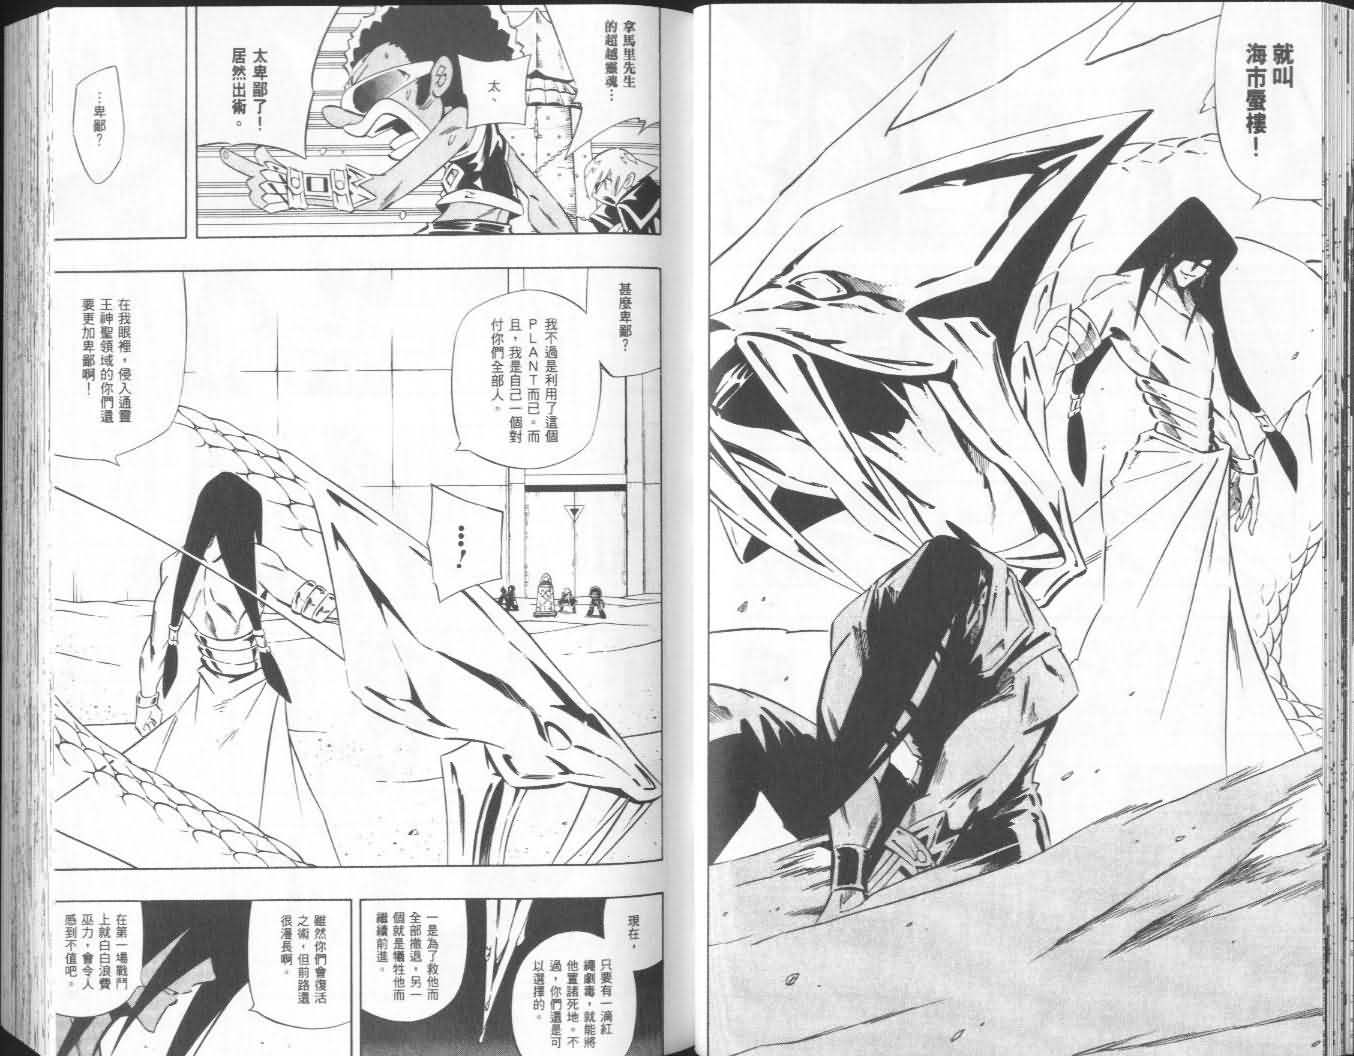 就叫
海市蜃樓！
拿馬里先生
的超越靈魂…
太、
太卑鄙了！
居然出術。
…卑鄙？
甚麼卑鄙？
我不過是利用了這個
PLANT而已。而
且，我是自己一個對
付你們全部人。
…！
在我眼裡，侵入通靈
王神聖領域的你們還
要更加卑鄙啊！
現在，
只要有一滴紅
繩劇毒，就能將
他置諸死地。不
過，你們還是可
以選擇的。
一是為了救他而
全部撤退，另一
個就是犧牲他而
繼續前進。
雖然你們會復活
之術，但前路還
很漫長啊。
在第一場戰鬥
上就白白浪費
巫力，會令人
感到不值吧。